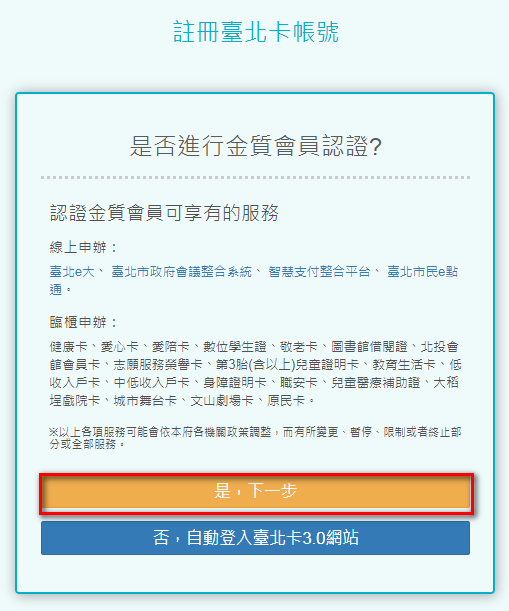 註冊臺北卡帳號
是否進行金質會員認證?
認證金質會員可享有的服務
線上申辦：
臺北e大、 臺北市政府會議整合系統、 智慧支付整合平台、 臺北市民e點
通。
臨櫃申辦：
健康卡、愛心卡、愛陪卡、數位學生證、敬老卡、圖書館借閱證、北投會
館會員卡、志願服務榮譽卡、第3胎(含以上)兒童證明卡、教育生活卡、低
收入戶卡、中低收入戶卡、身障證明卡、職安卡、兒童醫療補助證、大稻
埕戲院卡、城市舞台卡、文山劇場卡、原民卡。
※以上各項服務可能會依本府各機關政策調整，而有所變更、暫停、限制或者終止部
分或全部服務。
是，下一步
否，自動登入臺北卡3.0網站